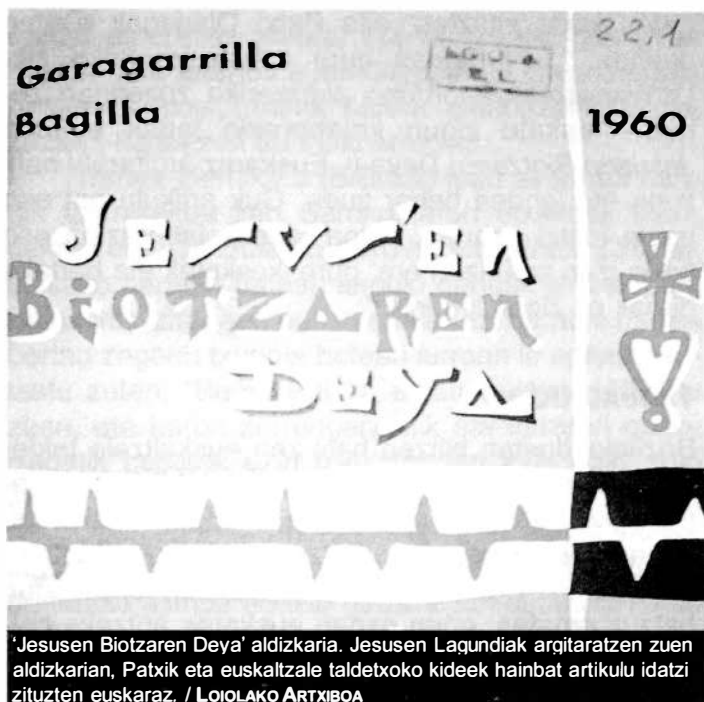 22,1
Garagarrilla
Bagilla
1960
JESUSEN
BIOTZAREN
DEYA
'Jesusen Biotzaren Deya' aldizkaria. Jesusen Lagundiak argitaratzen zuen
aldizkarian, Patxik eta euskaltzale taldetxoko kideek hainbat artikulu idatzi
zituzten euskaraz. / LOIOLAKO ARTXIBOA